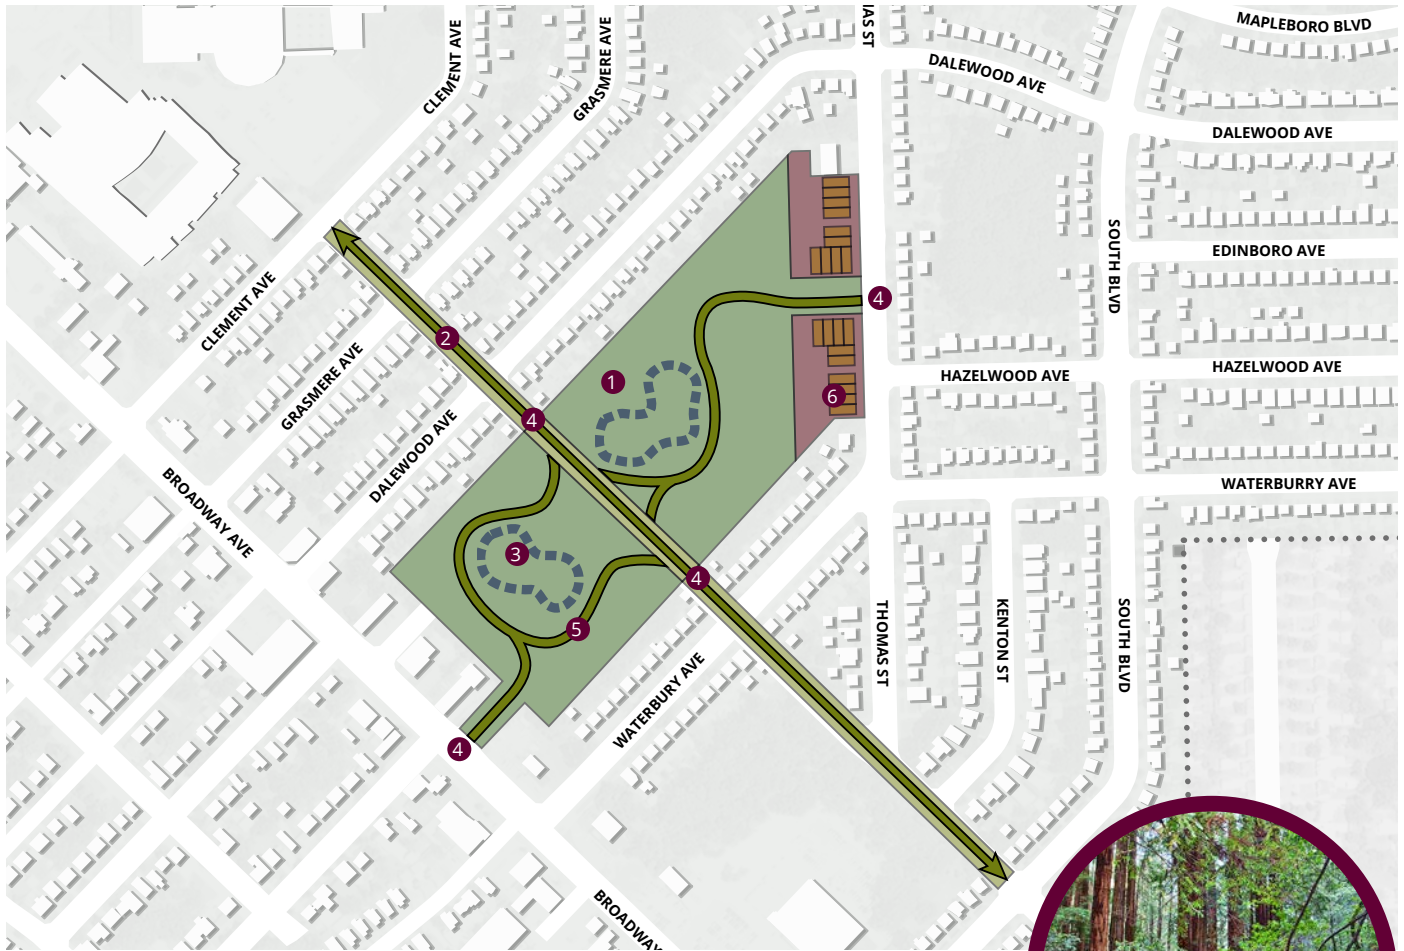 MAPLEBORO BLVD
CLEMENT AVE
GRASMERE AVE
AS ST
DALEWOOD AVE
DALEWOOD AVE
EDINBORO AVE
SOUTH BLVD
CLEMENT AVE
4
2
GRASMERE AVE
HAZELWOOD AVE
HAZELWOOD AVE
1
6
4
DALEWOOD AVE
WATERBURRY AVE
BROADWAY AVE
3
4
5
THOMAS ST
KENTON ST
SOUTH BLVD
WATERBURY AVE
4
BROADWAY